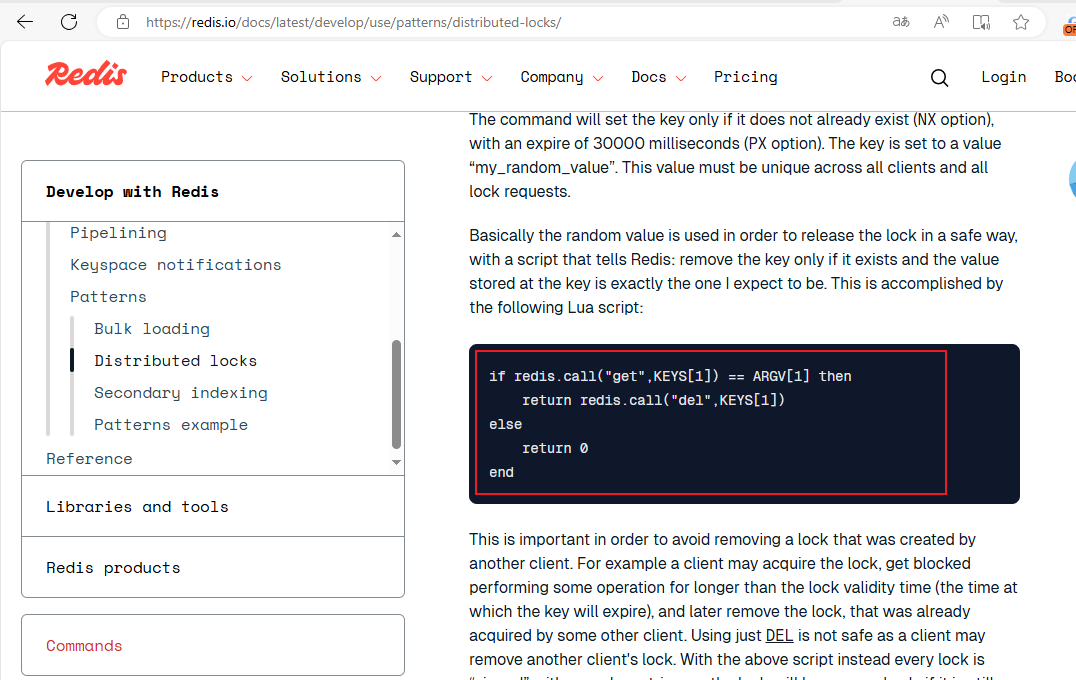 https://redis.io/docs/latest/develop/use/patterns/distributed-locks/
Redis
Products
Solutions
Support
Company
Docs
Pricing
Login
Develop with Redis
Pipelining
Keyspace notifications
Patterns
Bulk loading
Distributed locks
Secondary indexing
Patterns example
Reference
Libraries and tools
Redis products
Commands
The command will set the key only if it does not already exist (NX option),
with an expire of 30000 milliseconds (PX option). The key is set to a value
“my_random_value”. This value must be unique across all clients and all
lock requests.
Basically the random value is used in order to release the lock in a safe way,
with a script that tells Redis: remove the key only if it exists and the value
stored at the key is exactly the one I expect to be. This is accomplished by
the following Lua script:
if redis.call("get",KEYS[1]) == ARGV[1] then
    return redis.call("del",KEYS[1])
else
    return 0
end
This is important in order to avoid removing a lock that was created by
another client. For example a client may acquire the lock, get blocked
performing some operation for longer than the lock validity time (the time at
which the key will expire), and later remove the lock, that was already
acquired by some other client. Using just DEL is not safe as a client may
remove another client's lock. With the above script instead every lock is